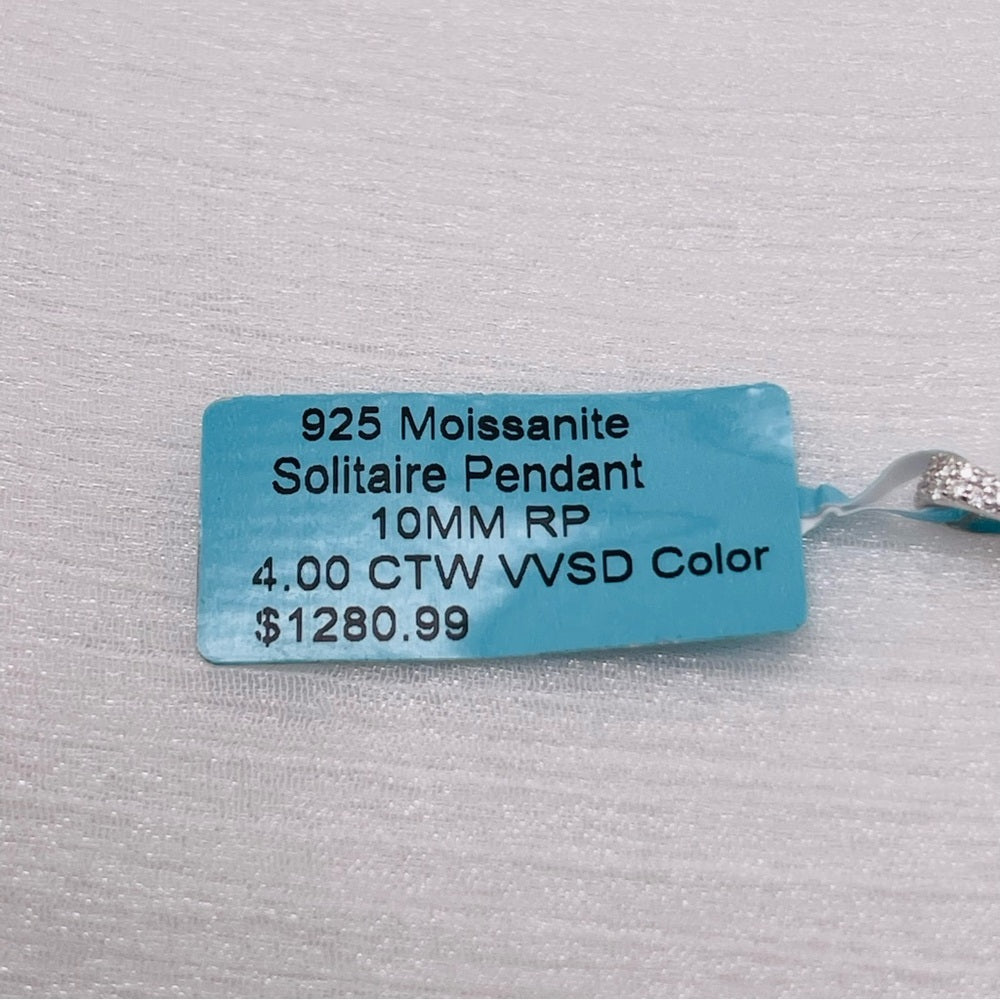 925 Moissanite
Solitaire Pendant
10MM RP
4.00 CTW VVSD Color
$1280.99